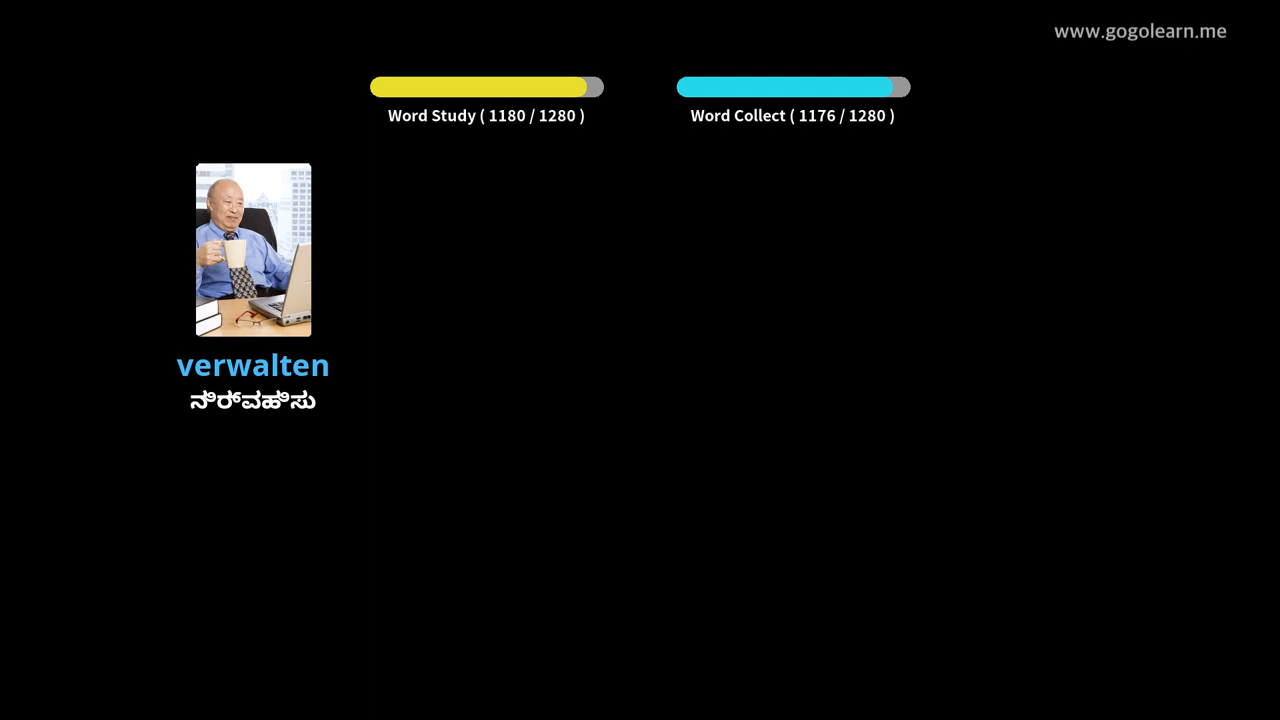 www.gogolearn.me
Word Study ( 1180 / 1280 )
Word Collect ( 1176 / 1280 )
verwalten
ನಿರ್ವಹಿಸು